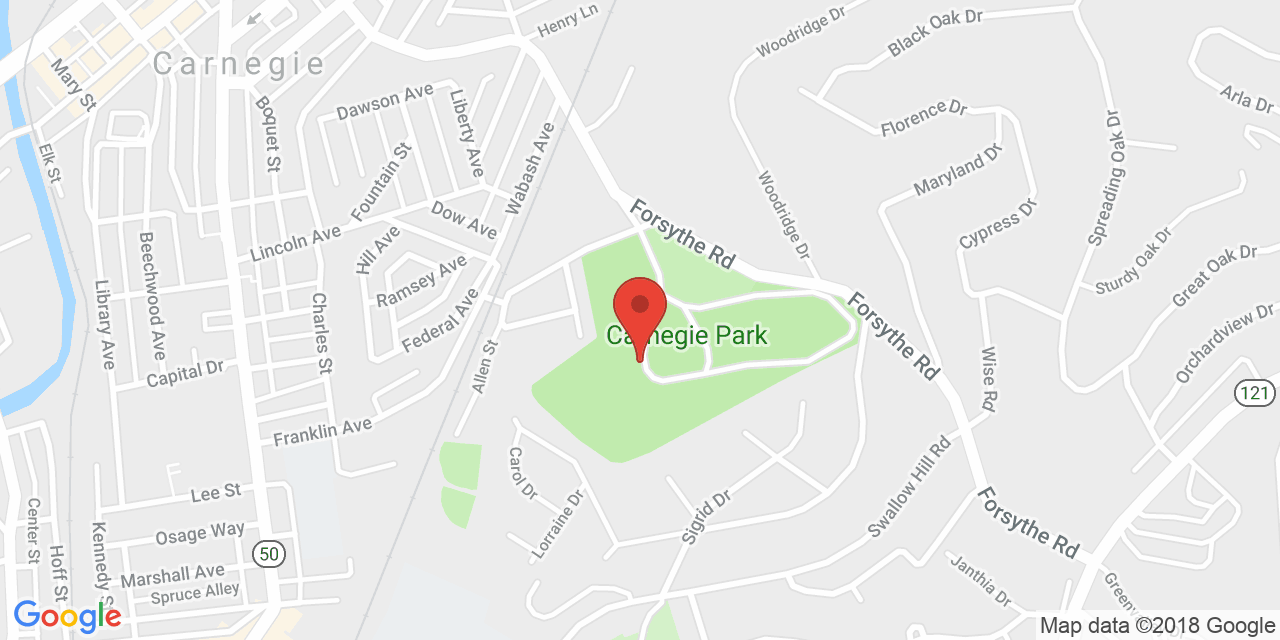 Henry Ln
Woodridge Dr
Black Oak Dr
Carnegie
Mary St
Dawson Ave
Liberty Ave
Boquet St
Wabash Ave
Florence Dr
Arla Dr
Elk St
Fountain St
Maryland Dr
Spreading Oak Dr
Woodridge Dr
Dow Ave
Forsythe Rd
Cypress Dr
Lincoln Ave
Hill Ave
Beechwood Ave
Library Ave
Ramsey Ave
Sturdy Oak Dr
Great Oak Dr
Charles St
Federal Ave
Carnegie Park
Forsythe Rd
Orchardview Dr
Allen St
Capital Dr
Wise Rd
121
Franklin Ave
Carol Dr
Swallow Hill Rd
Lee St
Lorraine Dr
Sigrid Dr
Forsythe Rd
Center St
Hoff St
Kennedy S
Osage Way
50
Marshall Ave
Spruce Alley
Janthia Dr
Google
Map data ©2018 Google